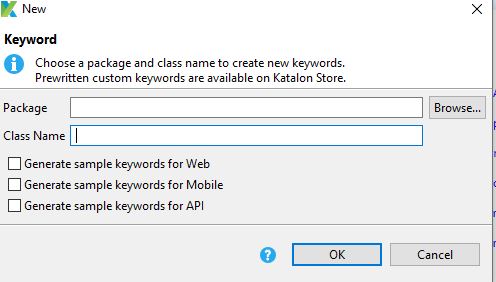 New
Keyword
Choose a package and class name to create new keywords.
Prewritten custom keywords are available on Katalon Store.
Package
Browse...
Class Name
Generate sample keywords for Web
Generate sample keywords for Mobile
Generate sample keywords for API
?
OK
Cancel